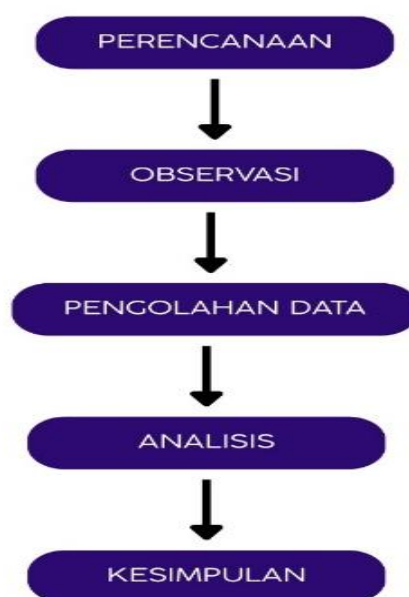 PERENCANAAN
OBSERVASI
PENGOLAHAN DATA
ANALISIS
KESIMPULAN